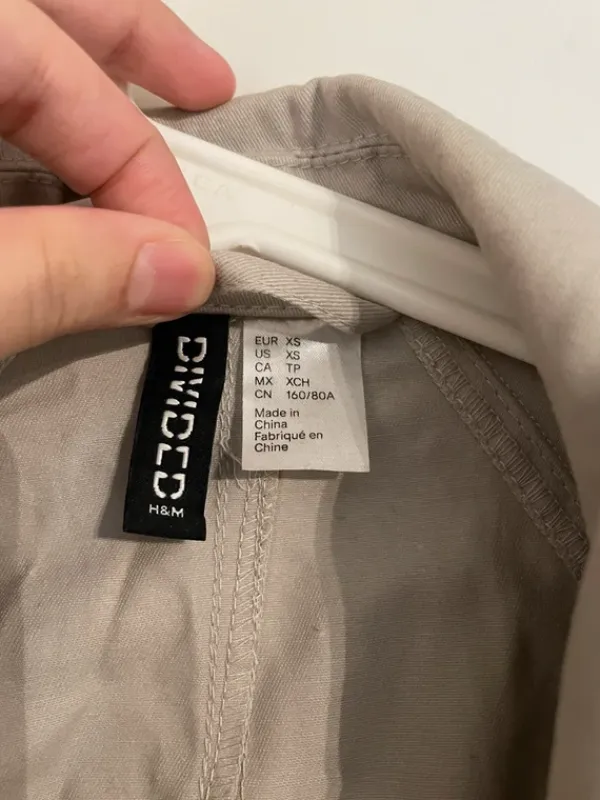 DIVIDED
H&M
EUR XS
US XS
CA TP
MX XCH
CN 160/80A
Made in
China
Fabriqué en
Chine